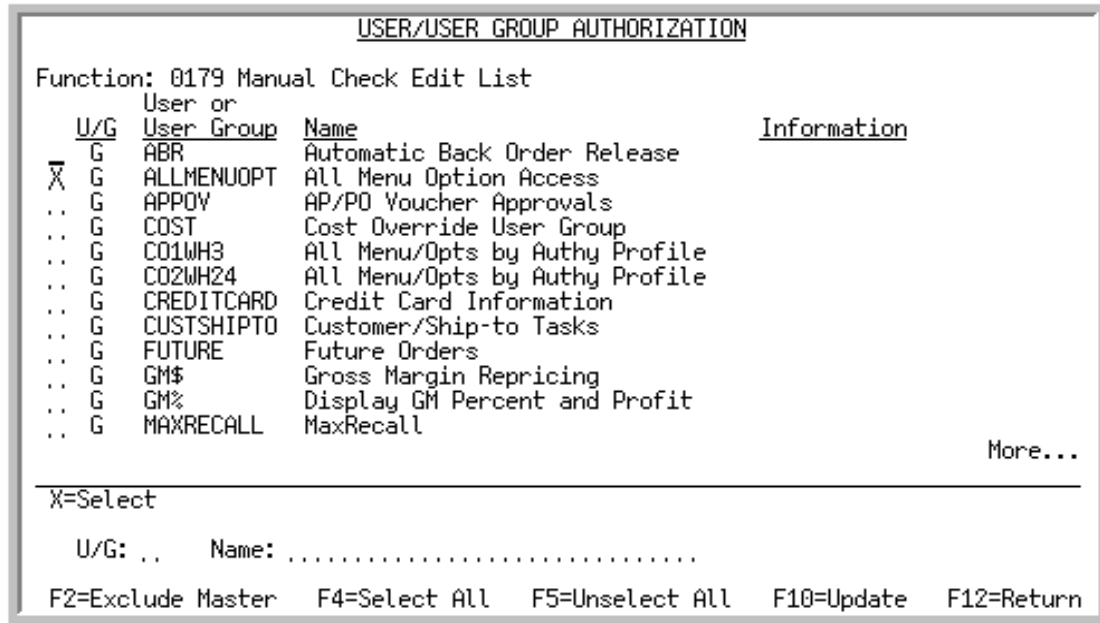 USER/USER GROUP AUTHORIZATION
Function: 0179 Manual Check Edit List
User or
U/G User Group Name Information
G ABR Automatic Back Order Release
X G ALLMENUOPT All Menu Option Access
.. G APPOV AP/PO Voucher Approvals
.. G COST Cost Override User Group
.. G CO1WH3 All Menu/Opts by Authy Profile
.. G CO2WH24 All Menu/Opts by Authy Profile
.. G CREDITCARD Credit Card Information
.. G CUSTSHIPTO Customer/Ship-to Tasks
.. G FUTURE Future Orders
.. G GM$ Gross Margin Repricing
.. G GM% Display GM Percent and Profit
.. G MAXRECALL MaxRecall
More...
X=Select
U/G: .. Name: ...............................
F2=Exclude Master F4=Select All F5=Unselect All F10=Update F12=Return